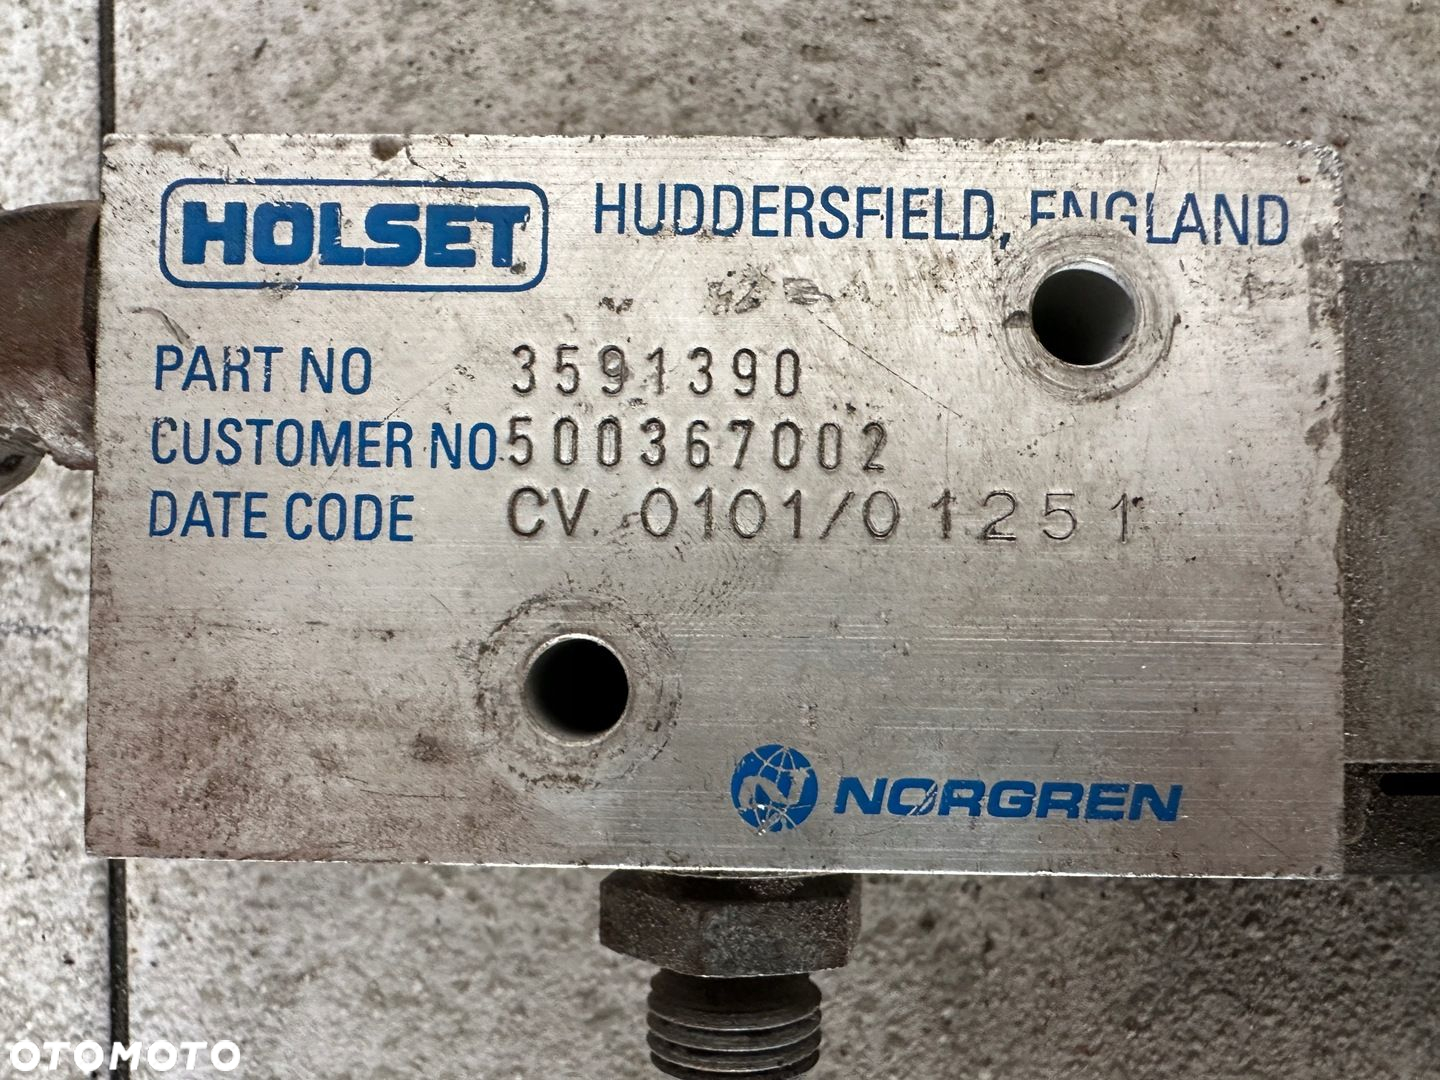 HOLSET HUDDERSFIELD, ENGLAND
PART NO 3591390
CUSTOMER NO 500367002
DATE CODE CV 0101/01251
NORGREN
OTOMOTO